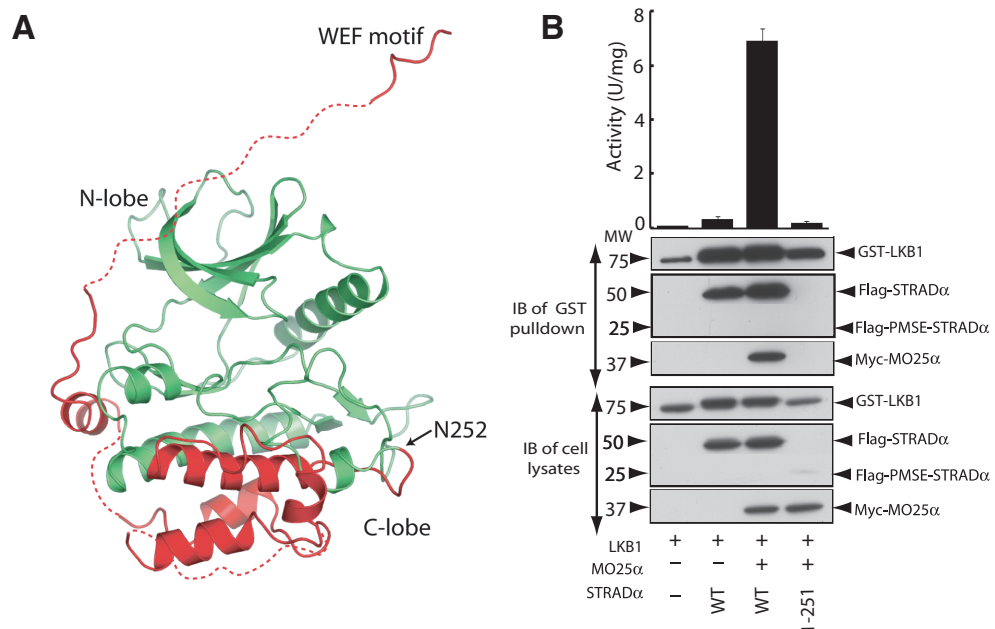 A
WEF motif
N-lobe
N252
C-lobe
B
Activity (U/mg)
8
6
4
2
0
MW
IB of GST
pulldown
75
GST-LKB1
50
Flag-STRADα
25
Flag-PMSE-STRADα
37
Myc-MO25α
IB of cell
lysates
75
GST-LKB1
50
Flag-STRADα
25
Flag-PMSE-STRADα
37
Myc-MO25α
LKB1 + + + +
MO25α – – + +
STRADα – WT WT 1-251